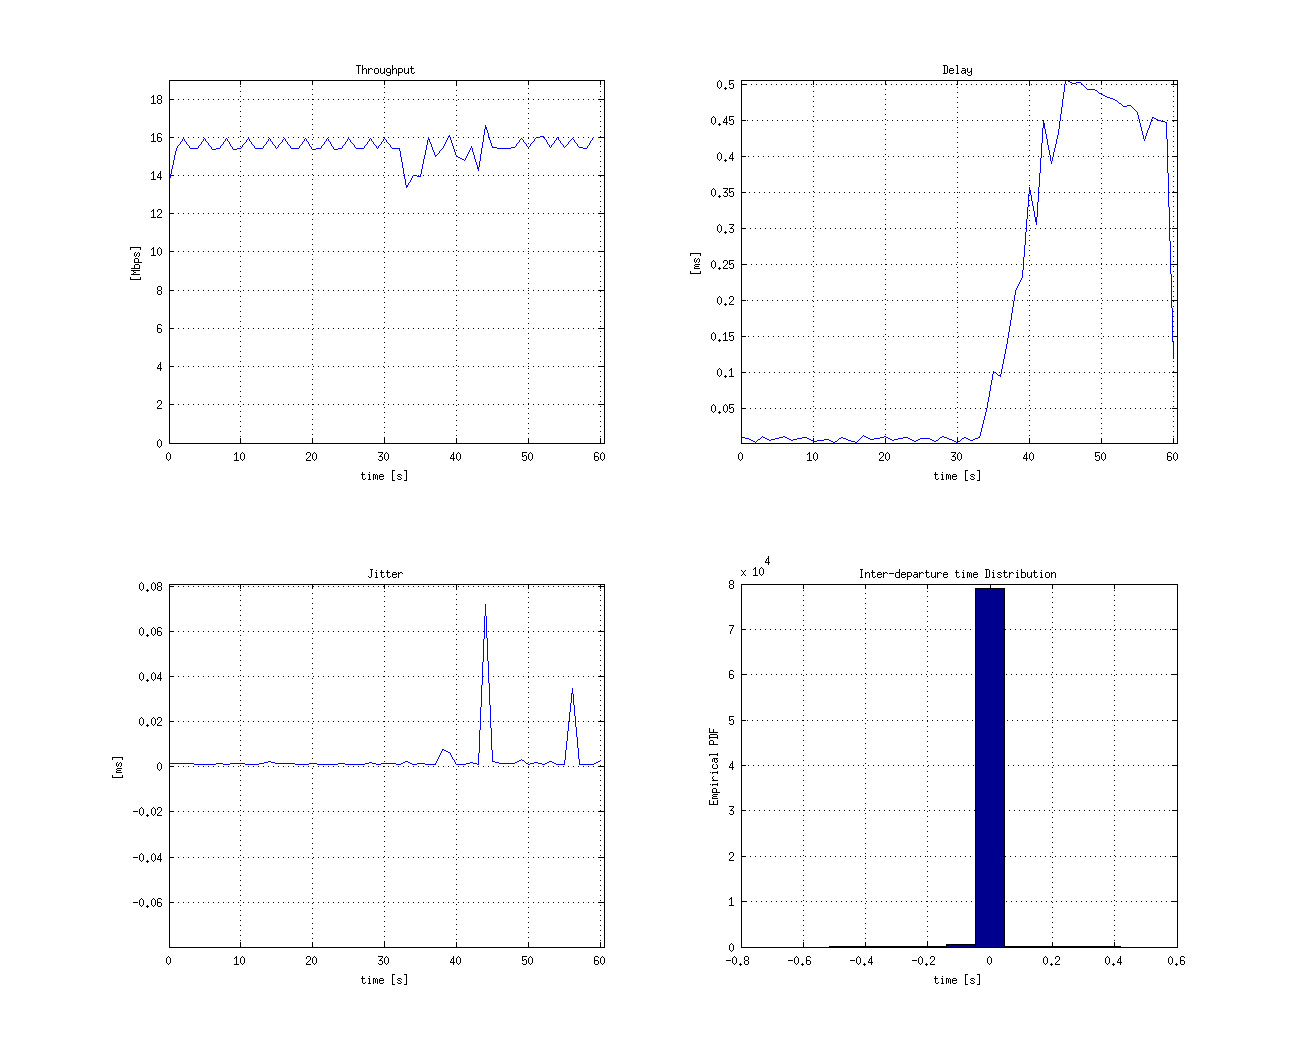 Throughput
18
16
14
12
10
8
6
4
2
0
[Mbps]
0 10 20 30 40 50 60
time [s]
Delay
0.5
0.45
0.4
0.35
0.3
0.25
0.2
0.15
0.1
0.05
[ms]
0 10 20 30 40 50 60
time [s]
Jitter
0.08
0.06
0.04
0.02
0
-0.02
-0.04
-0.06
[ms]
0 10 20 30 40 50 60
time [s]
x 10 4
Inter-departure time Distribution
8
7
6
5
4
3
2
1
0
Empirical PDF
-0.8 -0.6 -0.4 -0.2 0 0.2 0.4 0.6
time [s]